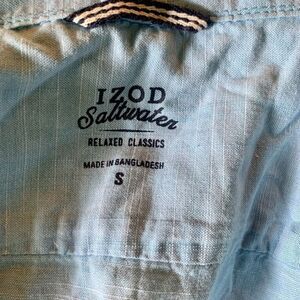 IZOD
Saltwater
RELAXED CLASSICS
MADE IN BANGLADESH
S